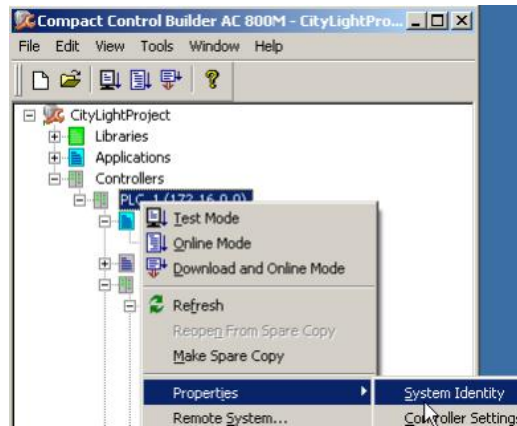 Compact Control Builder AC 800M - CityLightPro...
File Edit View Tools Window Help
CityLightProject
Libraries
Applications
Controllers
PLC_1 (172.16.0.0)
Test Mode
Online Mode
Download and Online Mode
Refresh
Reopen From Spare Copy
Make Spare Copy
Properties System Identity
Remote System... Controller Settings